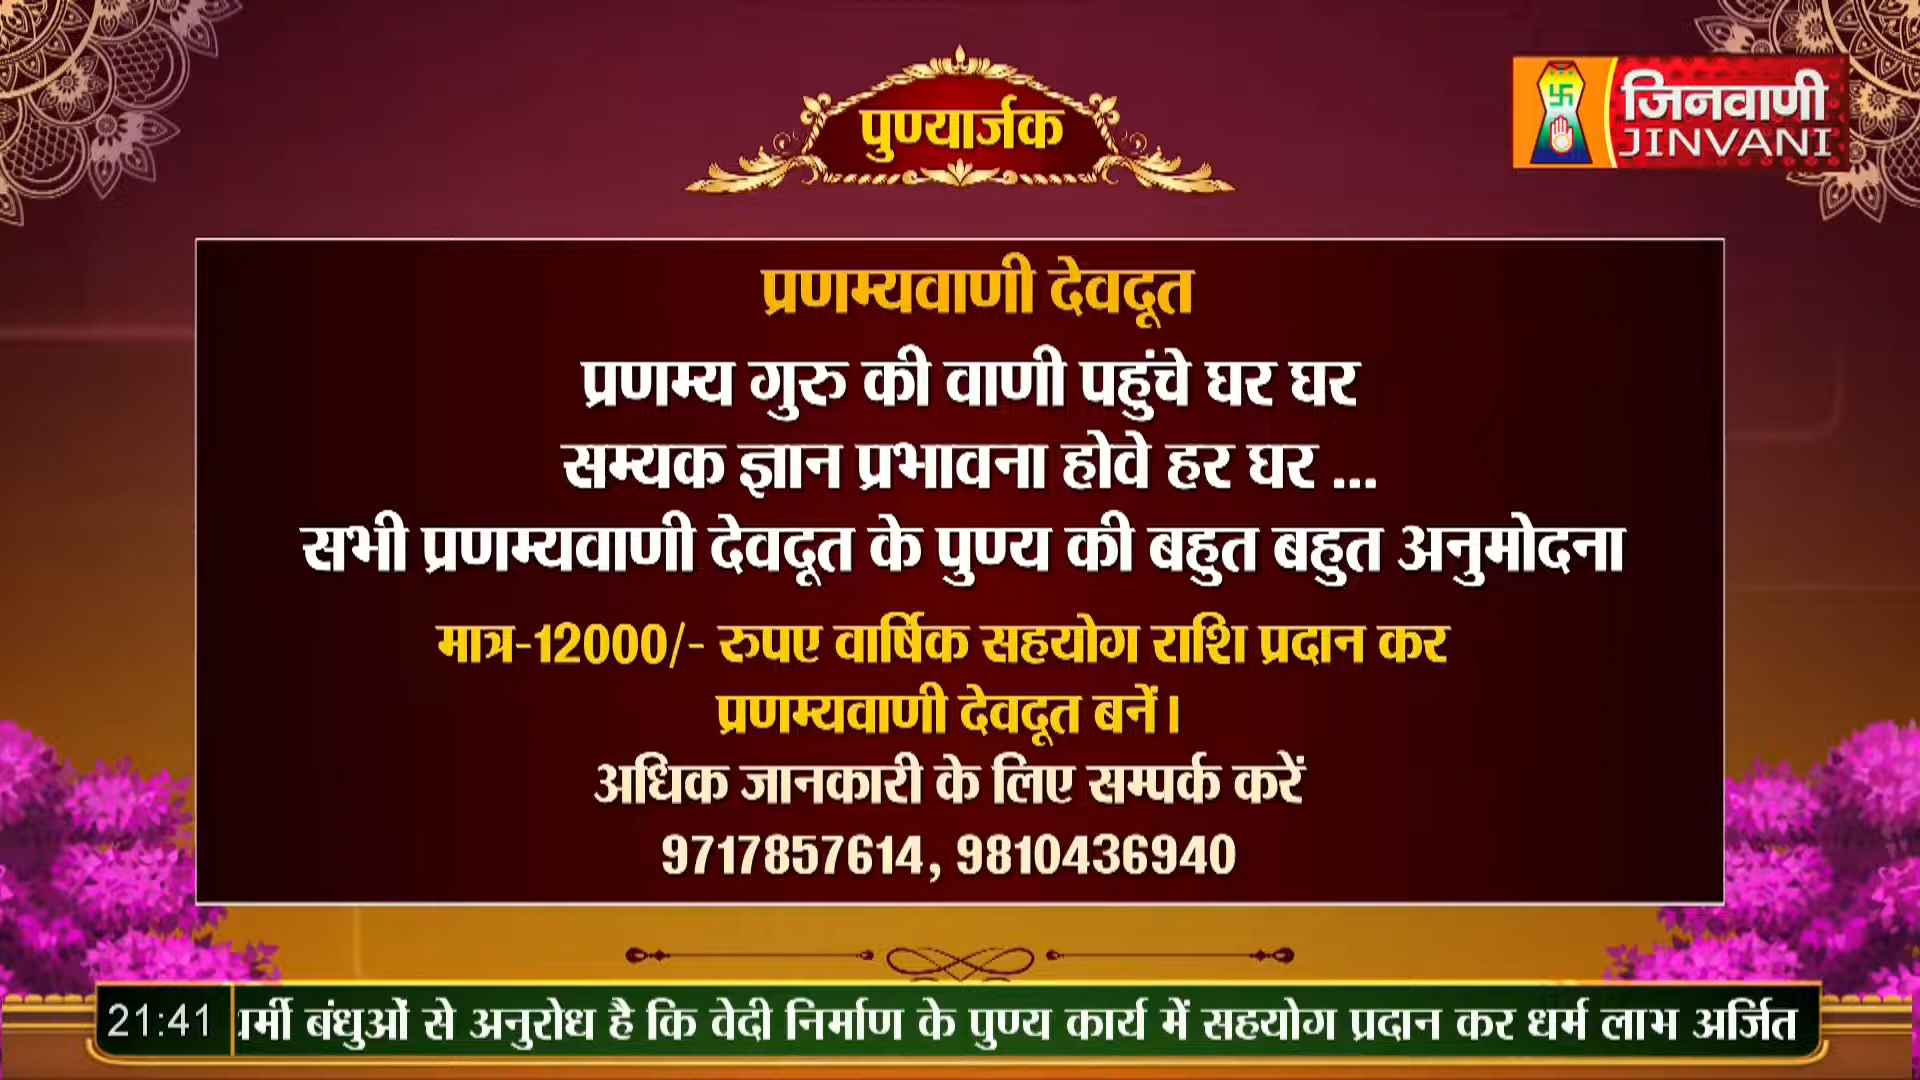 पुण्यार्जक
जिनवाणी
JINVANI
प्रणम्यवाणी देवदूत
प्रणम्य गुरु की वाणी पहुंचे घर घर
सम्यक ज्ञान प्रभावना होवे हर घर ...
सभी प्रणम्यवाणी देवदूत के पुण्य की बहुत बहुत अनुमोदना
मात्र-12000/- रुपए वार्षिक सहयोग राशि प्रदान कर
प्रणम्यवाणी देवदूत बनें।
अधिक जानकारी के लिए सम्पर्क करें
9717857614, 9810436940
21:41 बंधुओं से अनुरोध है कि वेदी निर्माण के पुण्य कार्य में सहयोग प्रदान कर धर्म लाभ अर्जित